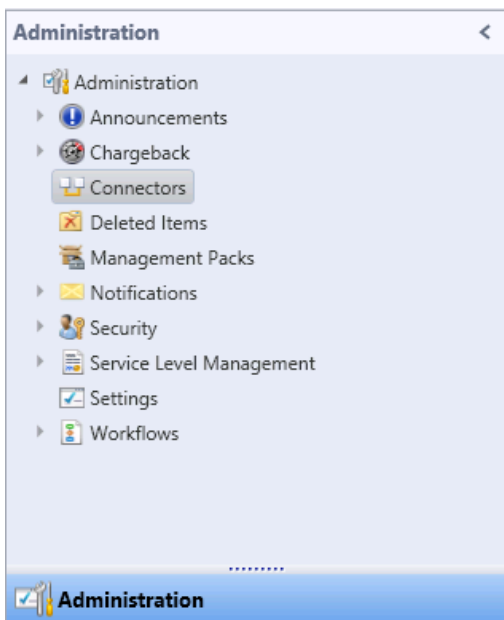 Administration
Administration
Announcements
Chargeback
Connectors
Deleted Items
Management Packs
Notifications
Security
Service Level Management
Settings
Workflows
Administration